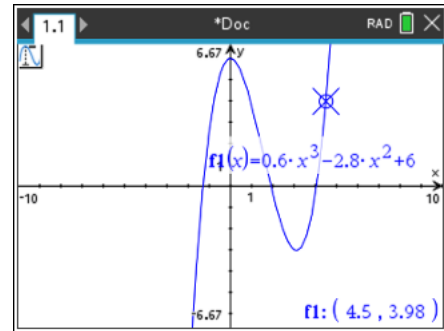 1.1 *Doc RAD
6.67 y
f1(x)=0.6·x³−2.8·x²+6
x
-10 1 10
-6.67
f1: ( 4.5 , 3.98 )